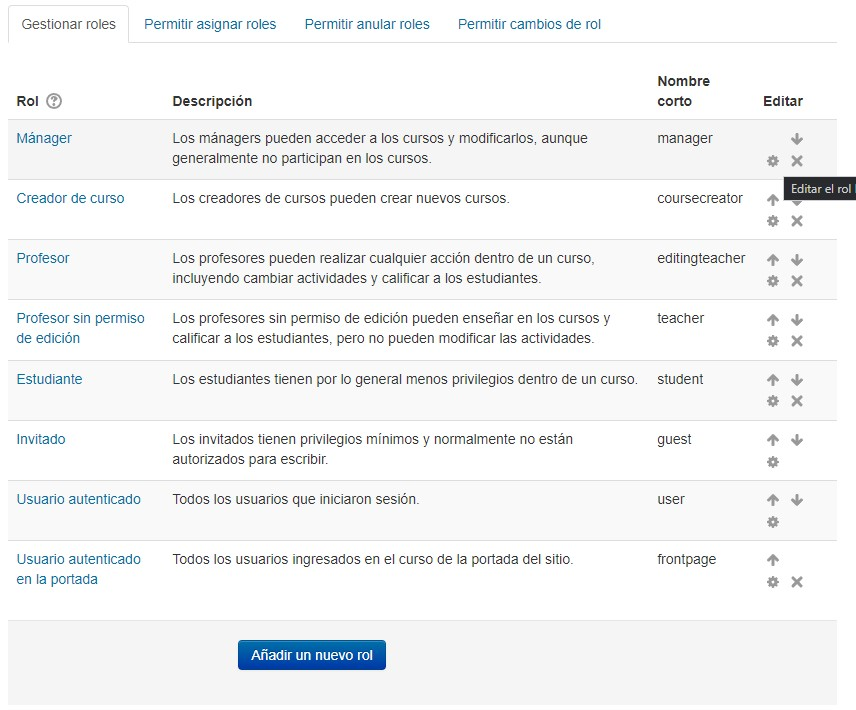 Gestionar roles Permitir asignar roles Permitir anular roles Permitir cambios de rol
Nombre
Rol ? Descripción corto Editar
Mánager Los mánagers pueden acceder a los cursos y modificarlos, aunque manager
generalmente no participan en los cursos.
Editar el rol
Creador de curso Los creadores de cursos pueden crear nuevos cursos. coursecreator
Profesor Los profesores pueden realizar cualquier acción dentro de un curso, editingteacher
incluyendo cambiar actividades y calificar a los estudiantes.
Profesor sin permiso Los profesores sin permiso de edición pueden enseñar en los cursos y teacher
de edición calificar a los estudiantes, pero no pueden modificar las actividades.
Estudiante Los estudiantes tienen por lo general menos privilegios dentro de un curso. student
Invitado Los invitados tienen privilegios mínimos y normalmente no están guest
autorizados para escribir.
Usuario autenticado Todos los usuarios que iniciaron sesión. user
Usuario autenticado Todos los usuarios ingresados en el curso de la portada del sitio. frontpage
en la portada
Añadir un nuevo rol